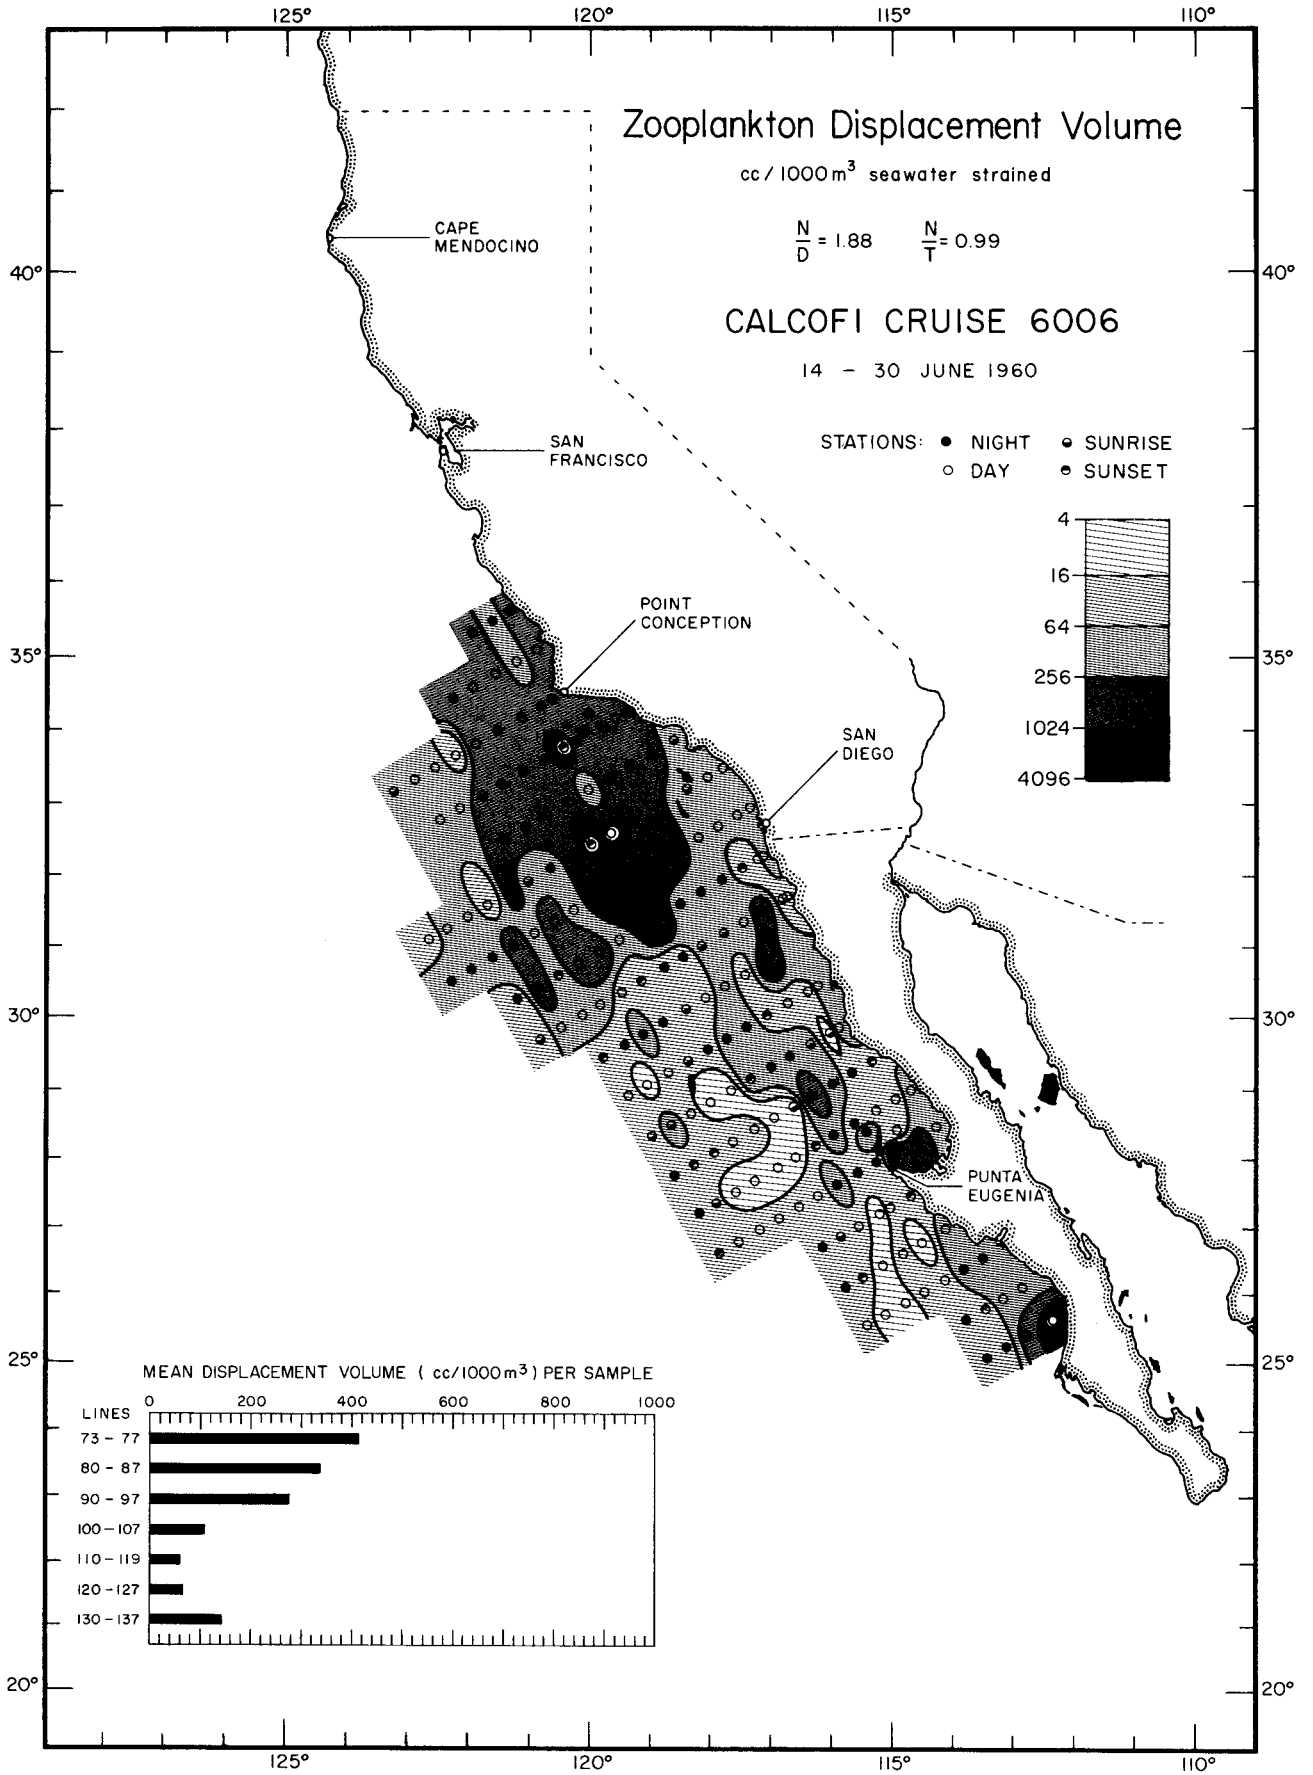 125° 120° 115° 110°
Zooplankton Displacement Volume
cc/1000m³ seawater strained
N/D = 1.88 N/T = 0.99
CAPE
MENDOCINO
40° 40°
CALCOFI CRUISE 6006
14 – 30 JUNE 1960
STATIONS: ● NIGHT ◒ SUNRISE
○ DAY ◓ SUNSET
SAN
FRANCISCO
4
16
64
256
1024
4096
POINT
CONCEPTION
35° 35°
SAN
DIEGO
30° 30°
PUNTA
EUGENIA
25° 25°
MEAN DISPLACEMENT VOLUME ( cc/1000m³) PER SAMPLE
0 200 400 600 800 1000
LINES
73 – 77
80 – 87
90 – 97
100 – 107
110 – 119
120 – 127
130 – 137
20° 20°
125° 120° 115° 110°